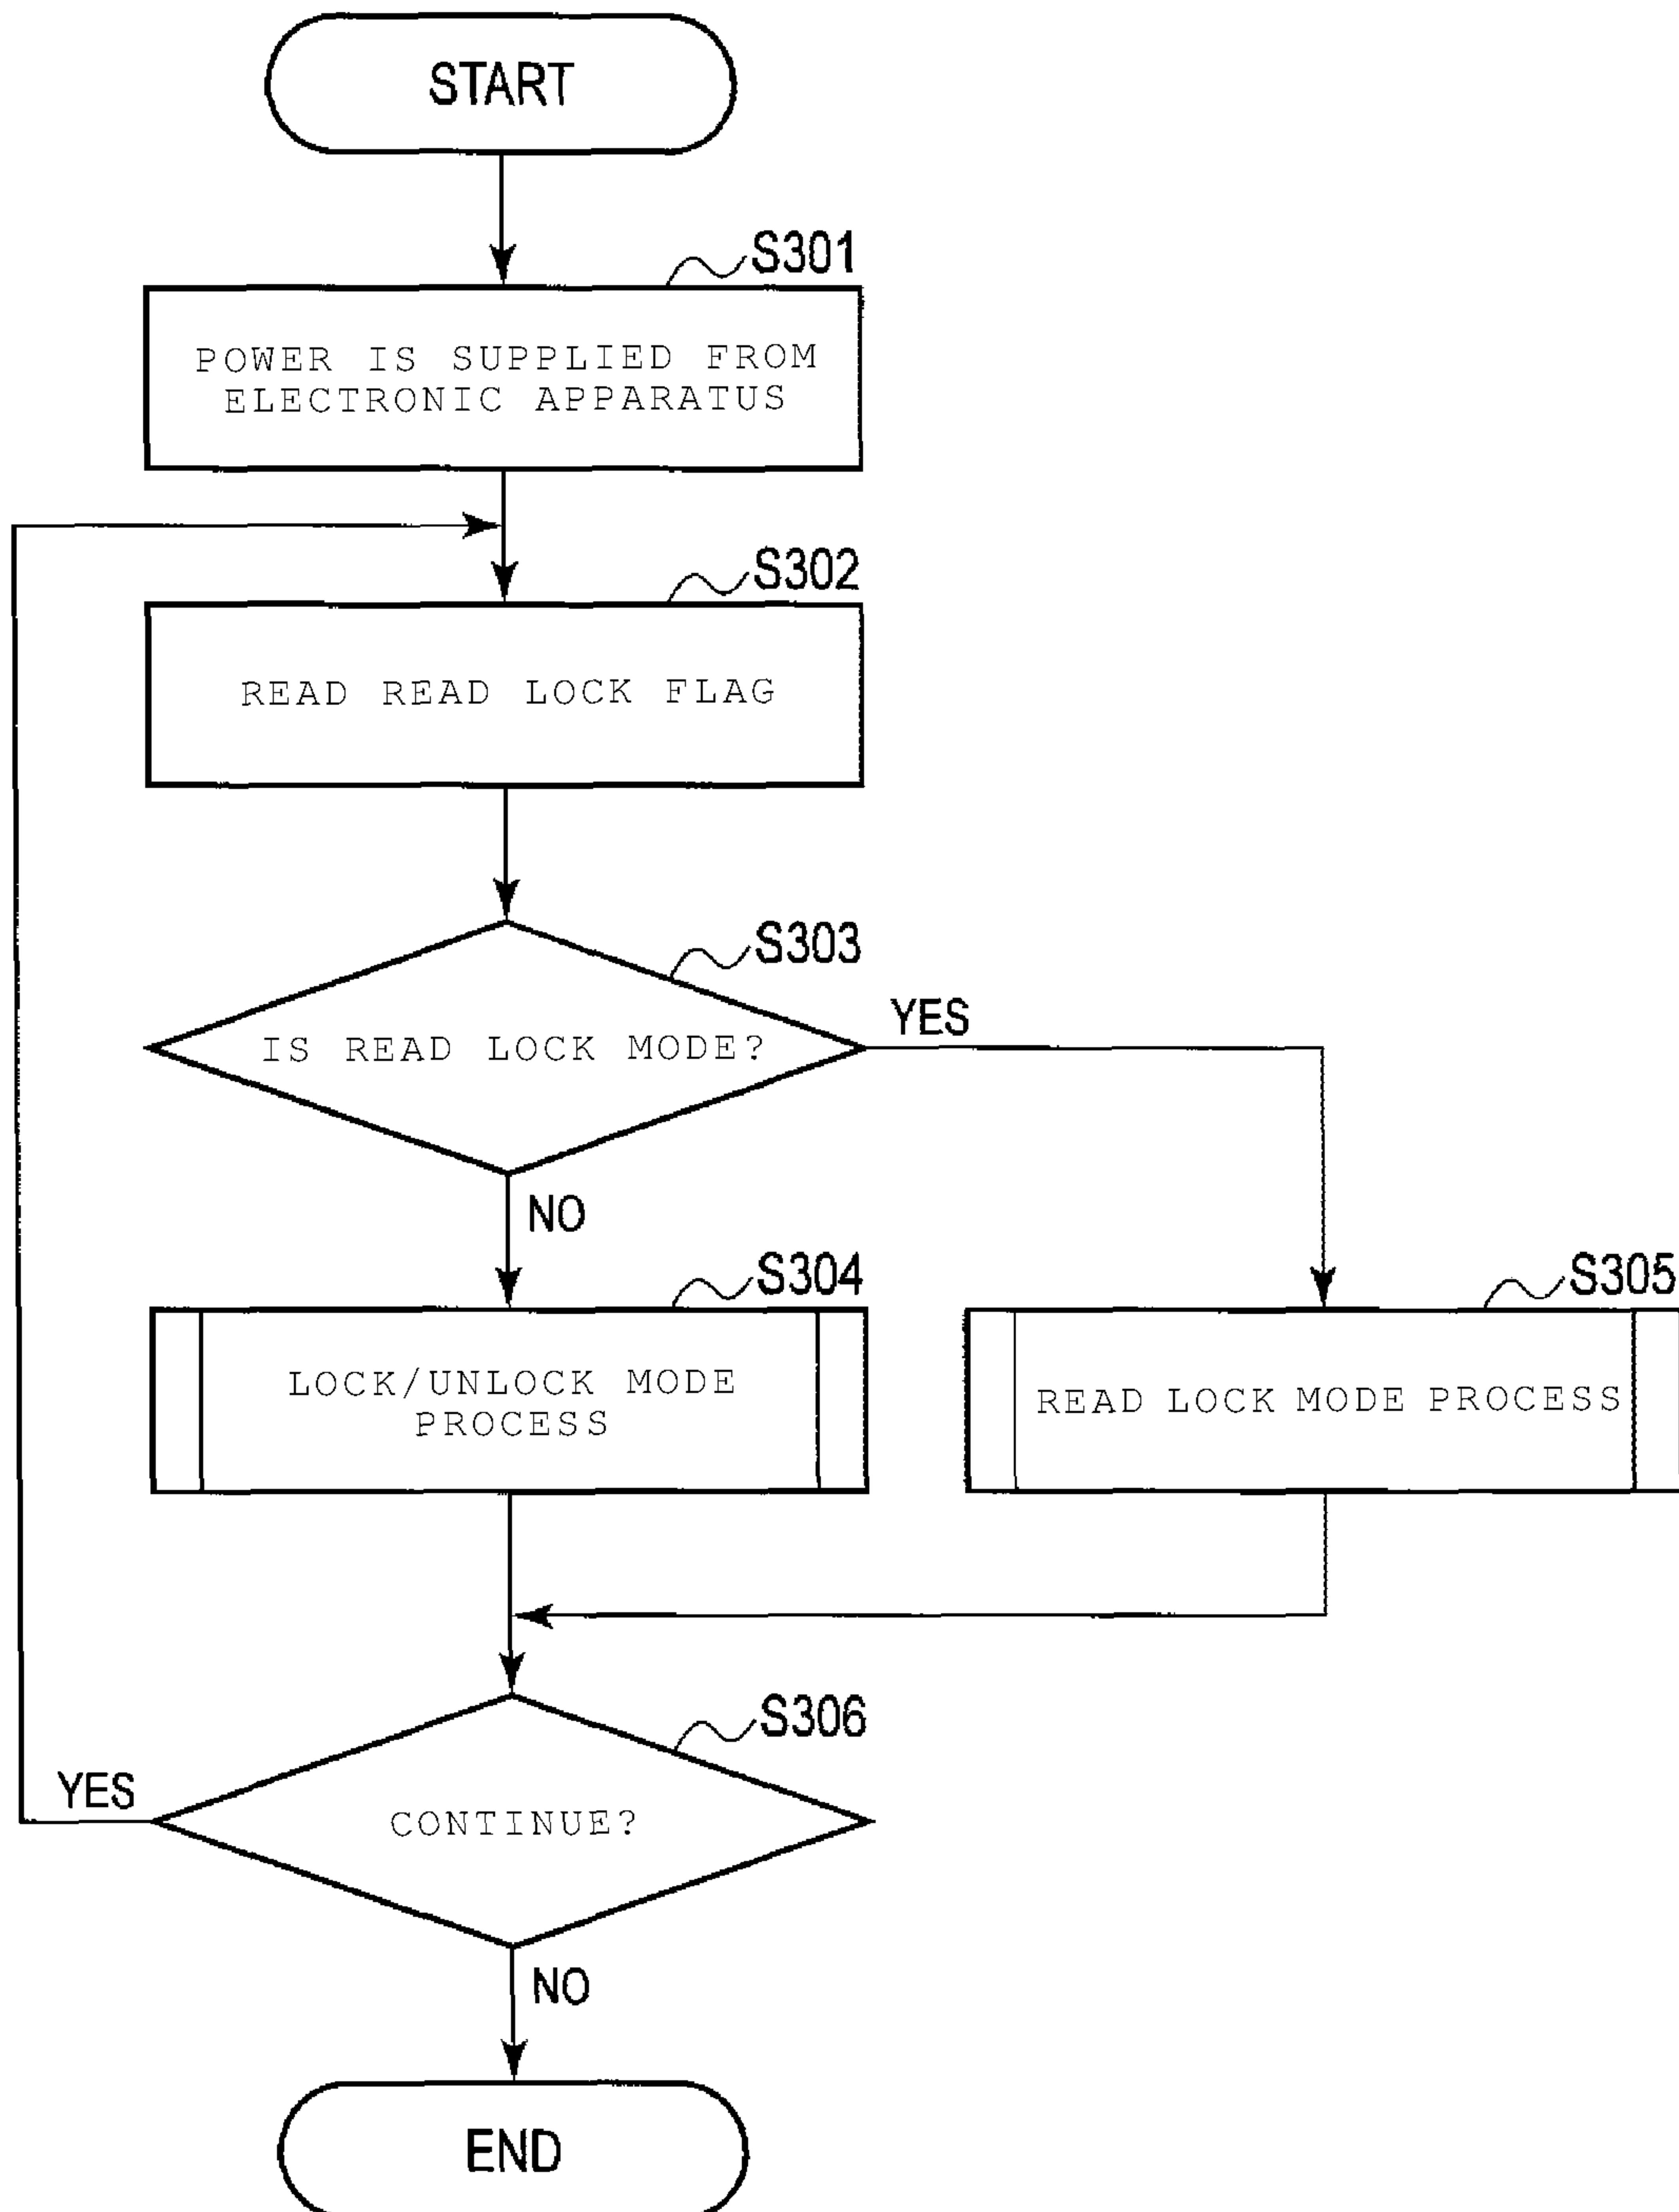 START
S301
POWER IS SUPPLIED FROM
ELECTRONIC APPARATUS
S302
READ READ LOCK FLAG
S303
IS READ LOCK MODE?
YES
NO
S304
LOCK/UNLOCK MODE
PROCESS
S305
READ LOCK MODE PROCESS
S306
CONTINUE?
YES
NO
END